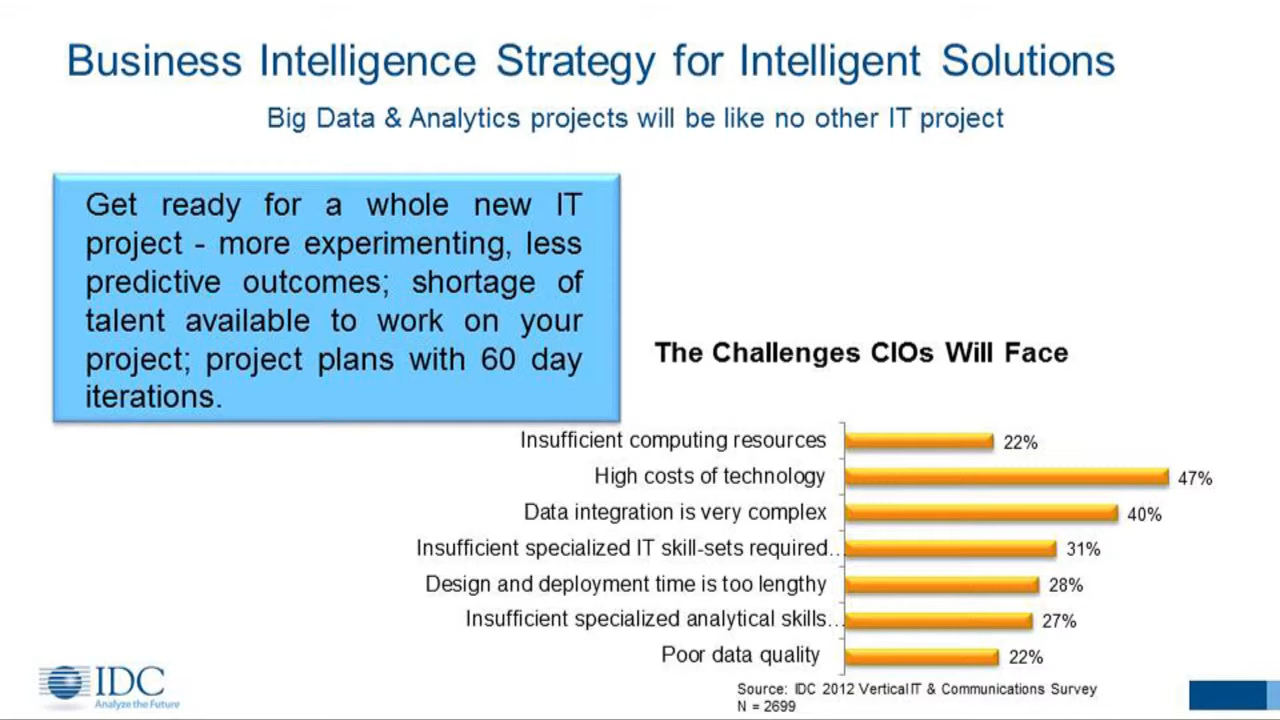 Business Intelligence Strategy for Intelligent Solutions
Big Data & Analytics projects will be like no other IT project
Get ready for a whole new IT
project - more experimenting, less
predictive outcomes; shortage of
talent available to work on your
project; project plans with 60 day
iterations.
The Challenges CIOs Will Face
Insufficient computing resources 22%
High costs of technology 47%
Data integration is very complex 40%
Insufficient specialized IT skill-sets required... 31%
Design and deployment time is too lengthy 28%
Insufficient specialized analytical skills... 27%
Poor data quality 22%
IDC
Analyze the Future
Source: IDC 2012 Vertical IT & Communications Survey
N = 2699